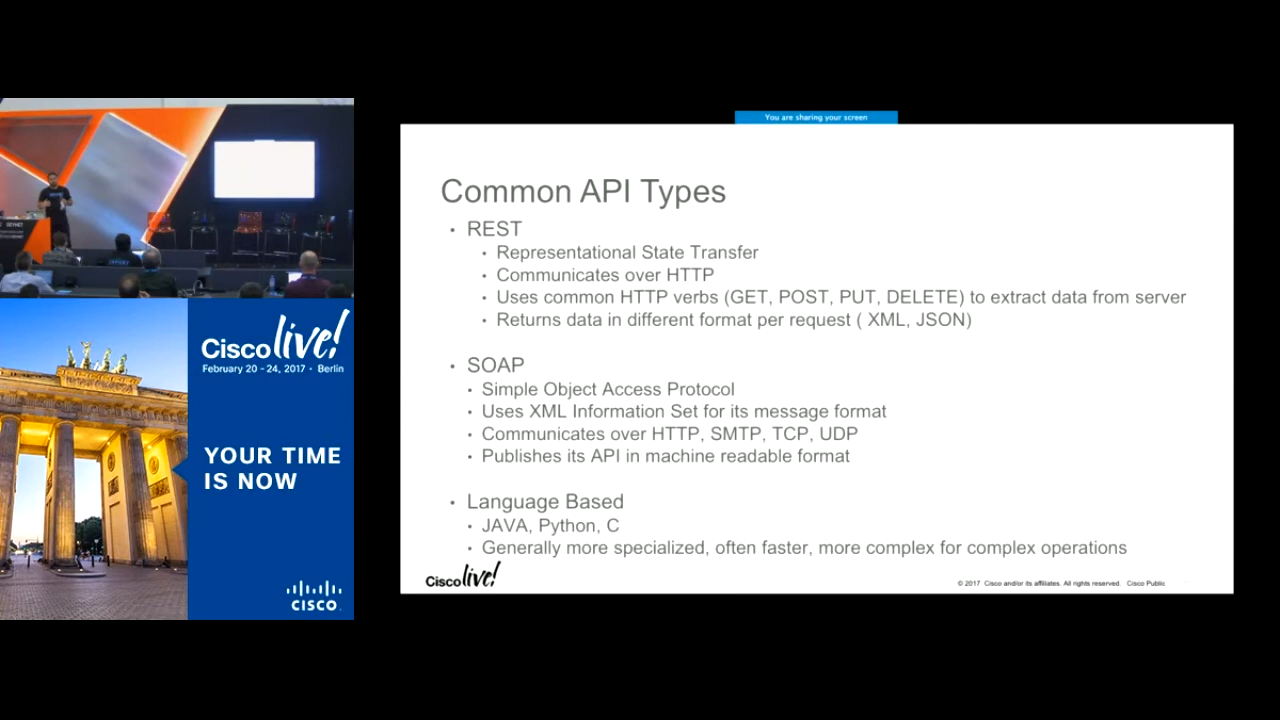 You are sharing your screen
Common API Types
• REST
• Representational State Transfer
• Communicates over HTTP
• Uses common HTTP verbs (GET, POST, PUT, DELETE) to extract data from server
• Returns data in different format per request ( XML, JSON)
• SOAP
• Simple Object Access Protocol
• Uses XML Information Set for its message format
• Communicates over HTTP, SMTP, TCP, UDP
• Publishes its API in machine readable format
• Language Based
• JAVA, Python, C
• Generally more specialized, often faster, more complex for complex operations
Cisco live!
© 2017 Cisco and/or its affiliates. All rights reserved. Cisco Public
Cisco live!
February 20 - 24, 2017 • Berlin
YOUR TIME
IS NOW
CISCO